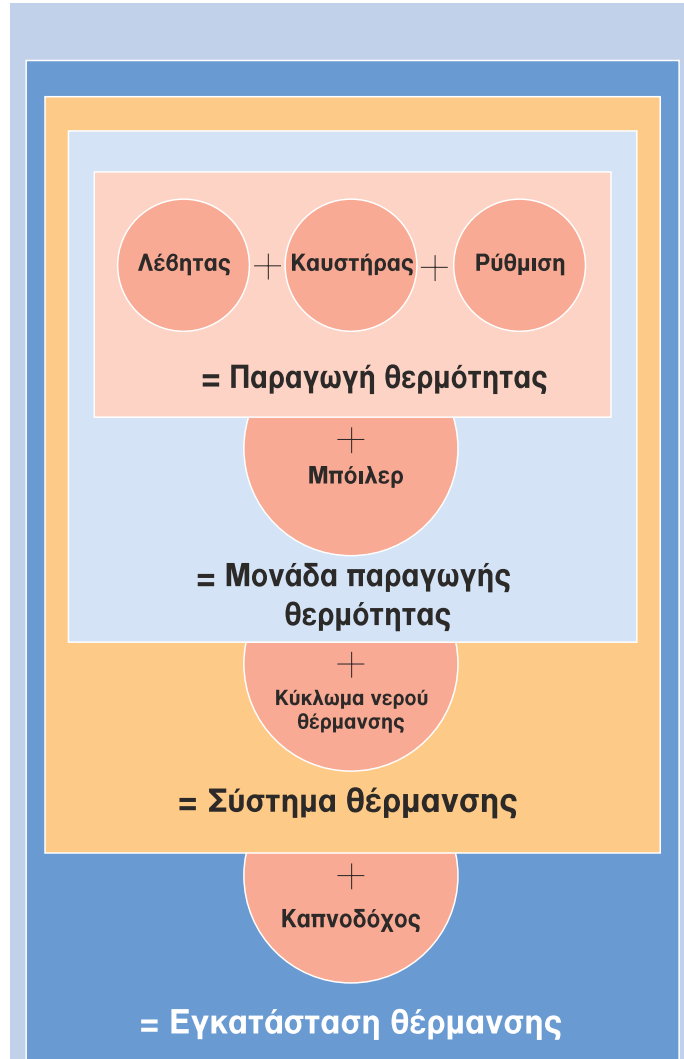 Λέβητας + Καυστήρας + Ρύθμιση
= Παραγωγή θερμότητας
+
Μπόιλερ
= Μονάδα παραγωγής
θερμότητας
+
Κύκλωμα νερού
θέρμανσης
= Σύστημα θέρμανσης
+
Καπνοδόχος
= Εγκατάσταση θέρμανσης